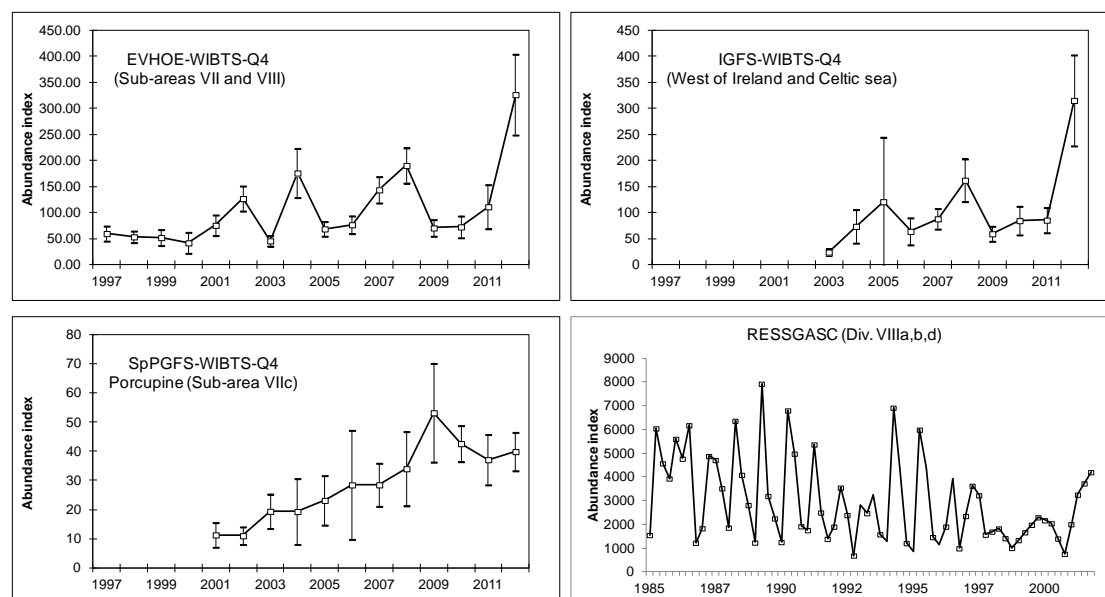 EVHOE-WIBTS-Q4
(Sub-areas VII and VIII)
Abundance index
450.00
400.00
350.00
300.00
250.00
200.00
150.00
100.00
50.00
0.00
1997 1999 2001 2003 2005 2007 2009 2011
IGFS-WIBTS-Q4
(West of Ireland and Celtic sea)
Abundance index
450
400
350
300
250
200
150
100
50
0
1997 1999 2001 2003 2005 2007 2009 2011
SpPGFS-WIBTS-Q4
Porcupine (Sub-area VIIc)
Abundance index
80
70
60
50
40
30
20
10
0
1997 1999 2001 2003 2005 2007 2009 2011
RESSGASC (Div. VIIIa,b,d)
Abundance index
9000
8000
7000
6000
5000
4000
3000
2000
1000
0
1985 1987 1990 1992 1995 1997 2000